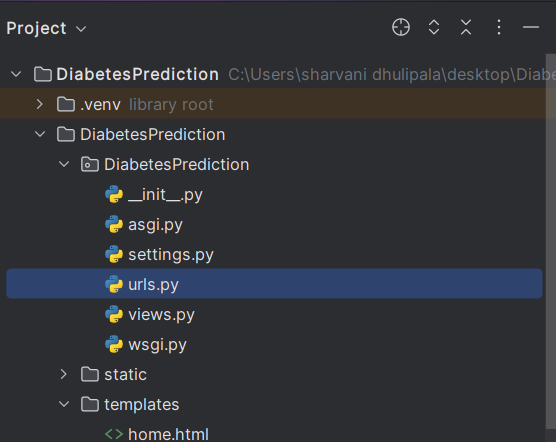 Project
DiabetesPrediction C:\Users\sharvani dhulipala\desktop\Diabe
.venv library root
DiabetesPrediction
DiabetesPrediction
__init__.py
asgi.py
settings.py
urls.py
views.py
wsgi.py
static
templates
home.html